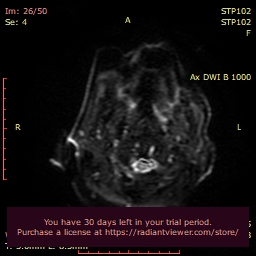 Im: 26/50
Se: 4
STP102
STP102
F
A
Ax DWI B 1000
R
L
You have 30 days left in your trial period.
Purchase a license at https://radiantviewer.com/store/